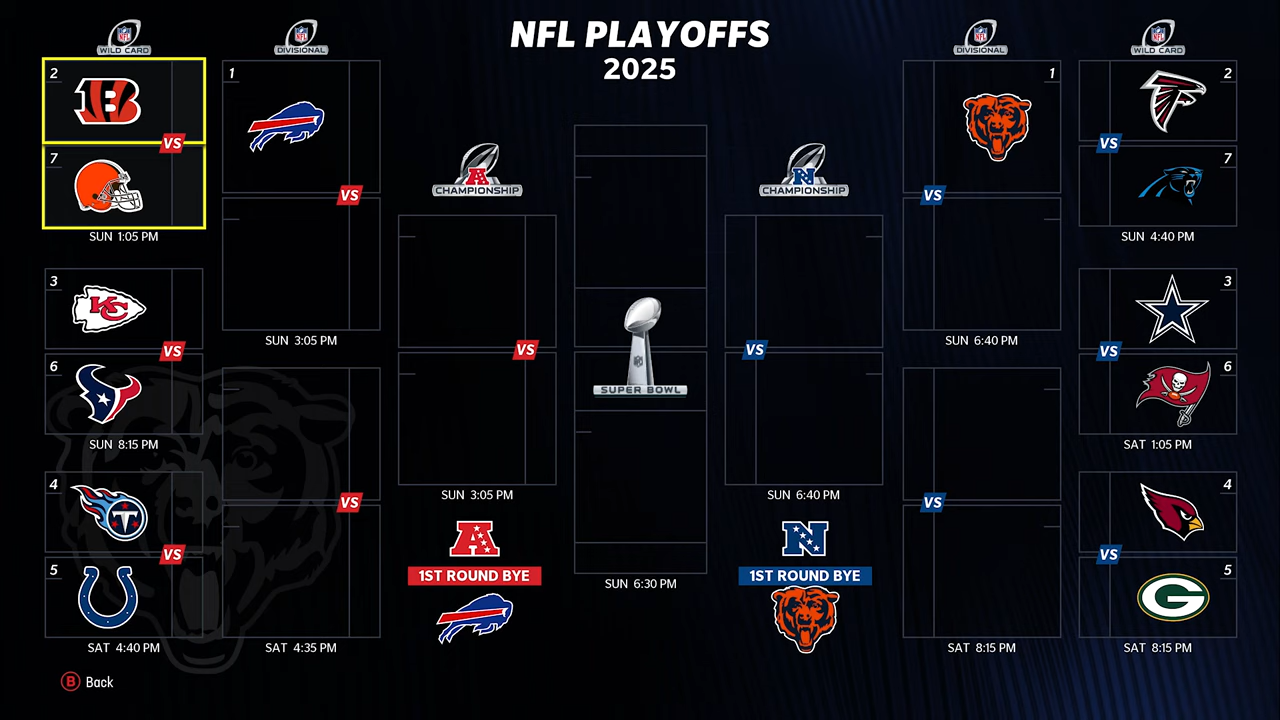 NFL PLAYOFFS
2025
WILD CARD
DIVISIONAL
DIVISIONAL
WILD CARD
2
VS
7
SUN 1:05 PM
3
VS
6
SUN 8:15 PM
4
VS
5
SAT 4:40 PM
1
VS
SUN 3:05 PM
VS
SAT 4:35 PM
A
CHAMPIONSHIP
VS
SUN 3:05 PM
A
1ST ROUND BYE
SUPER BOWL
SUN 6:30 PM
N
CHAMPIONSHIP
VS
SUN 6:40 PM
N
1ST ROUND BYE
1
VS
SUN 6:40 PM
VS
SAT 8:15 PM
2
VS
7
SUN 4:40 PM
3
VS
6
SAT 1:05 PM
4
VS
5
SAT 8:15 PM
KC
T
G
B Back